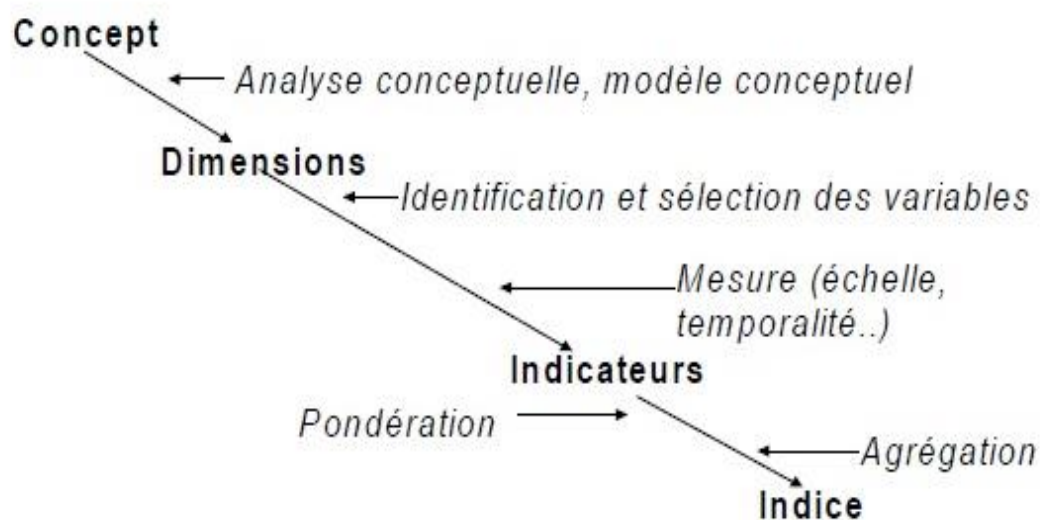 Concept
Analyse conceptuelle, modèle conceptuel
Dimensions
Identification et sélection des variables
Mesure (échelle,
temporalité..)
Indicateurs
Pondération
Agrégation
Indice